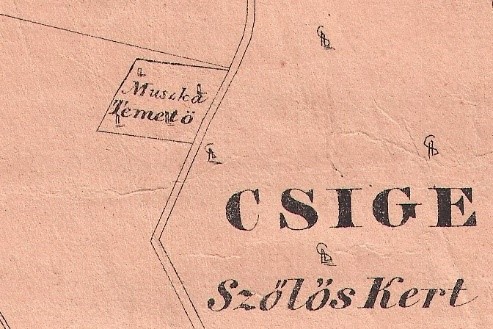 Muszka
Temető
CSIGE
Szőlős Kert